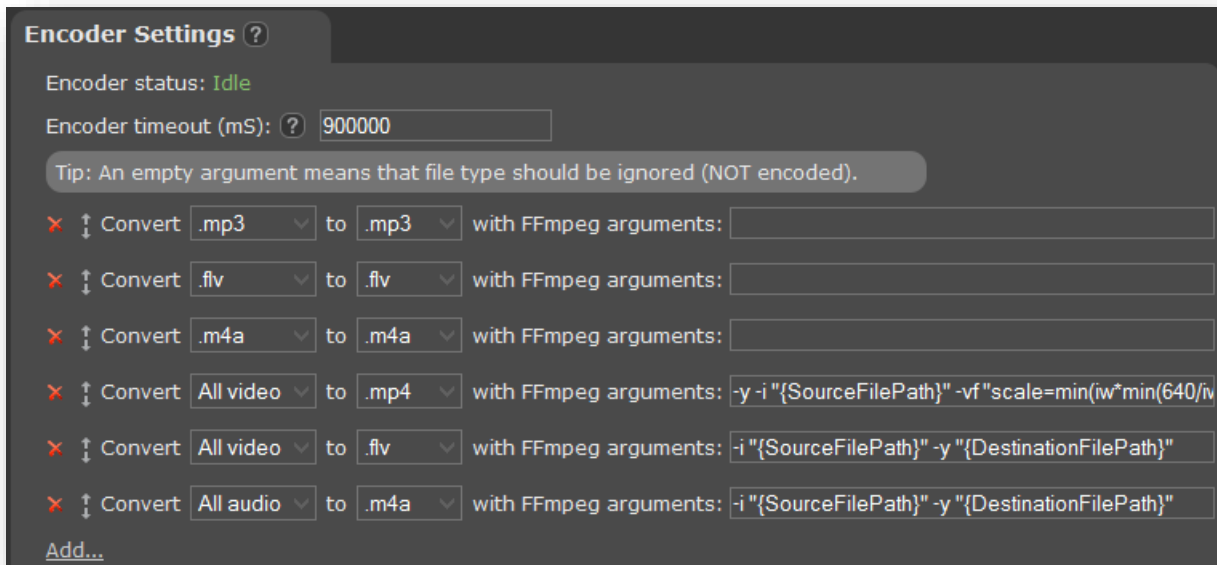 Encoder Settings ?
Encoder status: Idle
Encoder timeout (mS): ? 900000
Tip: An empty argument means that file type should be ignored (NOT encoded).
Convert .mp3 to .mp3 with FFmpeg arguments:
Convert .flv to .flv with FFmpeg arguments:
Convert .m4a to .m4a with FFmpeg arguments:
Convert All video to .mp4 with FFmpeg arguments: -y -i "{SourceFilePath}" -vf "scale=min(iw*min(640/iw
Convert All video to .flv with FFmpeg arguments: -i "{SourceFilePath}" -y "{DestinationFilePath}"
Convert All audio to .m4a with FFmpeg arguments: -i "{SourceFilePath}" -y "{DestinationFilePath}"
Add...